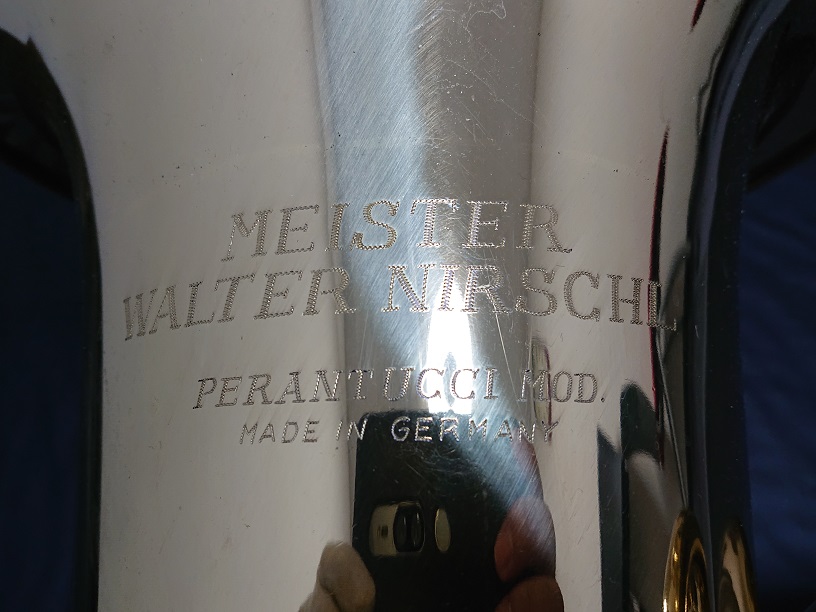 MEISTER
WALTER NIRSCHL
PERANTUCCI MOD.
MADE IN GERMANY